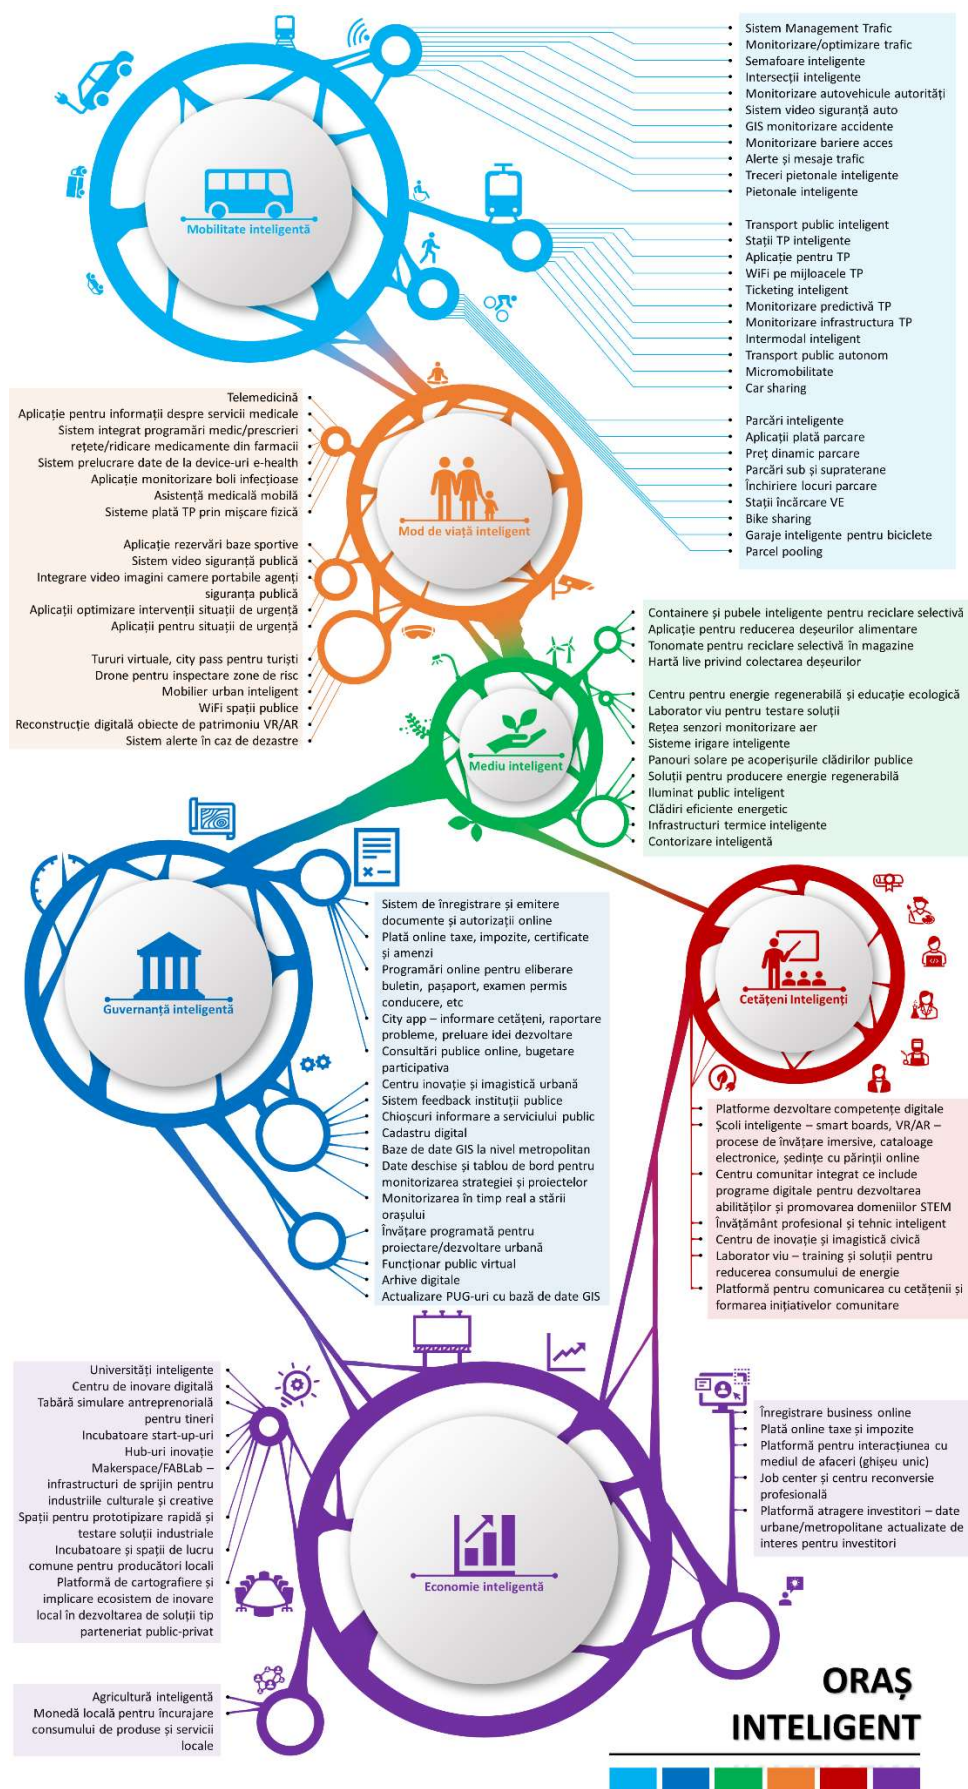 Sistem Management Trafic
Monitorizare/optimizare trafic
Semafoare inteligente
Intersecții inteligente
Monitorizare autovehicule autorități
Sistem video siguranță auto
GIS monitorizare accidente
Monitorizare bariere acces
Alerte și mesaje trafic
Treceri pietonale inteligente
Pietonale inteligente
Mobilitate inteligentă
Transport public inteligent
Stații TP inteligente
Aplicație pentru TP
WiFi pe mijloacele TP
Ticketing inteligent
Monitorizare predictivă TP
Monitorizare infrastructura TP
Intermodal inteligent
Transport public autonom
Micromobilitate
Car sharing
Parcări inteligente
Aplicații plată parcare
Preț dinamic parcare
Parcări sub și supraterane
Închiriere locuri parcare
Stații încărcare VE
Bike sharing
Garaje inteligente pentru biciclete
Parcel pooling
Telemedicină
Aplicație pentru informații despre servicii medicale
Sistem integrat programări medic/prescrieri
rețete/ridicare medicamente din farmacii
Sistem prelucrare date de la device-uri e-health
Aplicație monitorizare boli infecțioase
Asistență medicală mobilă
Sisteme plată TP prin mișcare fizică
Mod de viață inteligent
Aplicație rezervări baze sportive
Sistem video siguranță publică
Integrare video imagini camere portabile agenți
siguranța publică
Aplicații optimizare intervenții situații de urgență
Aplicații pentru situații de urgență
Tururi virtuale, city pass pentru turiști
Drone pentru inspectare zone de risc
Mobilier urban inteligent
WiFi spații publice
Reconstrucție digitală obiecte de patrimoniu VR/AR
Sistem alerte în caz de dezastre
Containere și pubele inteligente pentru reciclare selectivă
Aplicație pentru reducerea deșeurilor alimentare
Tonomate pentru reciclare selectivă în magazine
Hartă live privind colectarea deșeurilor
Centru pentru energie regenerabilă și educație ecologică
Laborator viu pentru testare soluții
Rețea senzori monitorizare aer
Sisteme irigare inteligente
Panouri solare pe acoperișurile clădirilor publice
Soluții pentru producere energie regenerabilă
Iluminat public inteligent
Clădiri eficiente energetic
Infrastructuri termice inteligente
Contorizare inteligentă
Mediu inteligent
Guvernanță inteligentă
Sistem de înregistrare și emitere
documente și autorizații online
Plată online taxe, impozite, certificate
și amenzi
Programări online pentru eliberare
buletin, pașaport, examen permis
conducere, etc
City app – informare cetățeni, raportare
probleme, preluare idei dezvoltare
Consultări publice online, bugetare
participativa
Centru inovație și imagistică urbană
Sistem feedback instituții publice
Chioșcuri informare a serviciului public
Cadastru digital
Baze de date GIS la nivel metropolitan
Date deschise și tablou de bord pentru
monitorizarea strategiei și proiectelor
Monitorizarea în timp real a stării
orașului
Învățare programată pentru
proiectare/dezvoltare urbană
Funcționar public virtual
Arhive digitale
Actualizare PUG-uri cu bază de date GIS
Cetățeni Inteligenți
Platforme dezvoltare competențe digitale
Școli inteligente – smart boards, VR/AR –
procese de învățare imersive, cataloage
electronice, ședințe cu părinții online
Centru comunitar integrat ce include
programe digitale pentru dezvoltarea
abilităților și promovarea domeniilor STEM
Învățământ profesional și tehnic inteligent
Centru de inovație și imagistică civică
Laborator viu – training și soluții pentru
reducerea consumului de energie
Platformă pentru comunicarea cu cetățenii și
formarea inițiativelor comunitare
Universități inteligente
Centru de inovare digitală
Tabără simulare antreprenorială
pentru tineri
Incubatoare start-up-uri
Hub-uri inovație
Makerspace/FABLab –
infrastructuri de sprijin pentru
industriile culturale și creative
Spații pentru prototipizare rapidă și
testare soluții industriale
Incubatoare și spații de lucru
comune pentru producători locali
Platformă de cartografiere și
implicare ecosistem de inovare
local în dezvoltarea de soluții tip
parteneriat public-privat
Economie inteligentă
Înregistrare business online
Plată online taxe și impozite
Platformă pentru interacțiunea cu
mediul de afaceri (ghișeu unic)
Job center și centru reconversie
profesională
Platformă atragere investitori – date
urbane/metropolitane actualizate de
interes pentru investitori
Agricultură inteligentă
Monedă locală pentru încurajare
consumului de produse și servicii
locale
ORAȘ
INTELIGENT